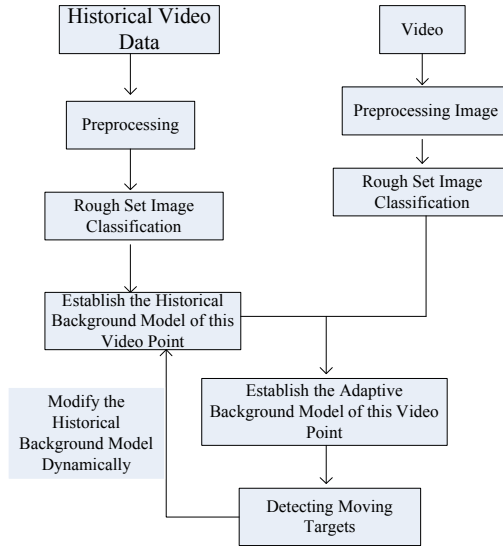 Historical Video
Data
Video
Preprocessing
Preprocessing Image
Rough Set Image
Classification
Rough Set Image
Classification
Establish the Historical
Background Model of this
Video Point
Establish the Adaptive
Background Model of this Video
Point
Modify the
Historical
Background Model
Dynamically
Detecting Moving
Targets